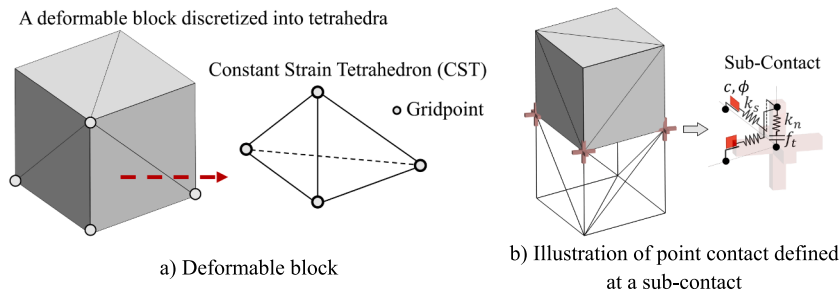 A deformable block discretized into tetrahedra
Constant Strain Tetrahedron (CST)
Gridpoint
a) Deformable block
Sub-Contact
c, ϕ
k_s
k_n
f_t
b) Illustration of point contact defined
at a sub-contact